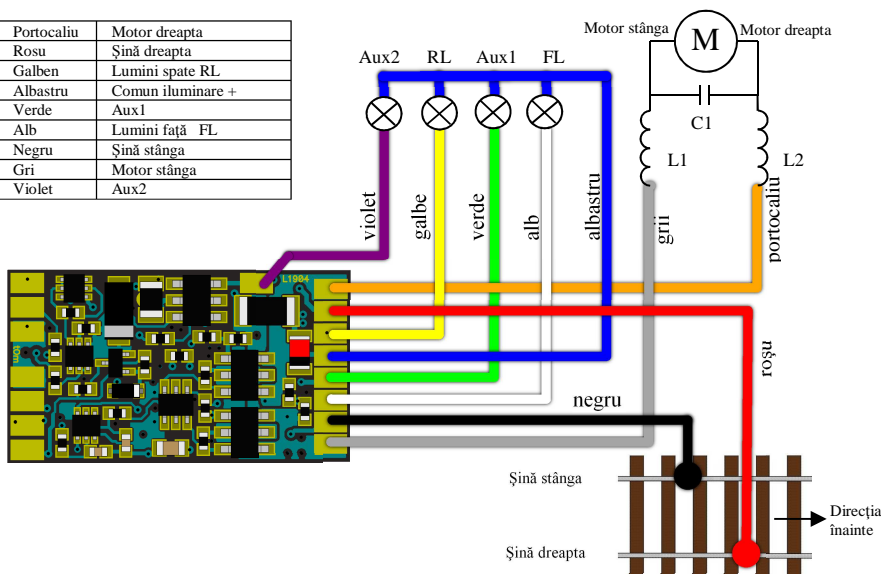 Portocaliu Motor dreapta
Rosu Șină dreapta
Galben Lumini spate RL
Albastru Comun iluminare +
Verde Aux1
Alb Lumini față FL
Negru Șină stânga
Gri Motor stânga
Violet Aux2
Motor stânga
M
Motor dreapta
Aux2 RL Aux1 FL
C1
L1
L2
violet
galbe
verde
alb
albastru
grii
portocaliu
L1904
roșu
negru
Șină stânga
Direcția
înainte
Șină dreapta